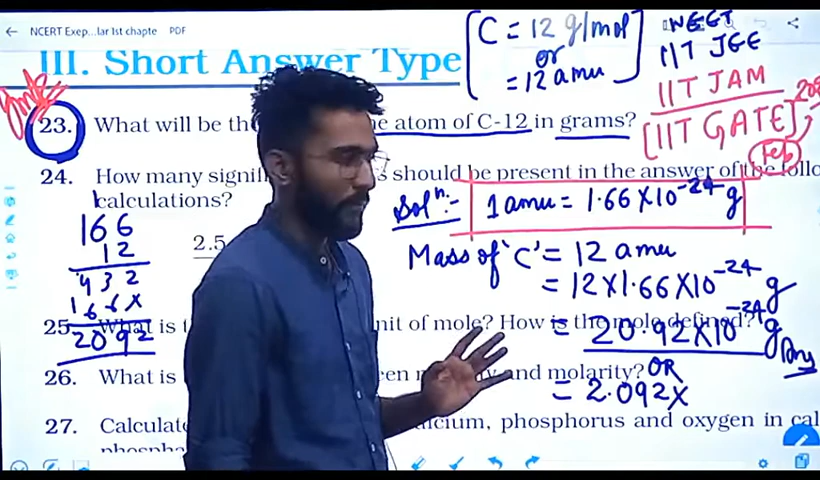 NCERT Exep...lar Ist chapte PDF
III. Short Answer Type
[C = 12 g/mol
or
= 12 amu]
NEET
IIT JEE
IIT JAM
[IIT GATE]
Feb
23. What will be th e atom of C-12 in grams?
24. How many signifi s should be present in the answer of the follo
calculations?
2.5
166
12
432
166x
2092
Solⁿ:- 1 amu = 1.66 X 10⁻²⁴ g
Mass of 'C' = 12 amu
= 12 X 1.66 X 10⁻²⁴ g
= 20.92 X 10⁻²⁴ g Ans
OR
= 2.092 X
25. What is t nit of mole? How is the mole defined?
26. What is een and molarity?
27. Calculate lcium, phosphorus and oxygen in cal
phospha